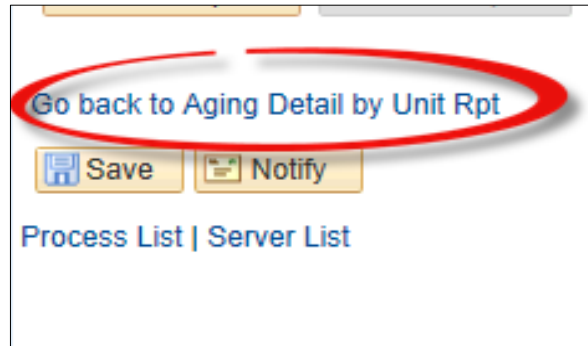 Go back to Aging Detail by Unit Rpt
Save Notify
Process List | Server List